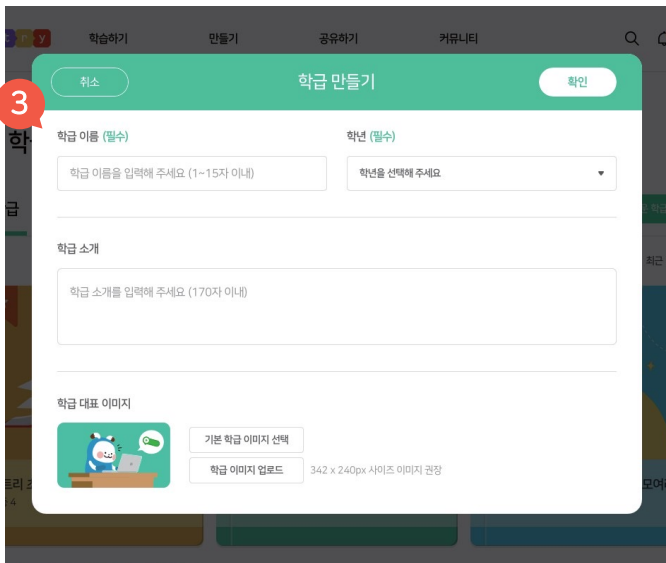 n y 학습하기 만들기 공유하기 커뮤니티
취소 학급 만들기 확인
3
학급 이름 (필수) 학년 (필수)
학급 이름을 입력해 주세요 (1~15자 이내) 학년을 선택해 주세요
급
최근
학급 소개
학급 소개를 입력해 주세요 (170자 이내)
학급 대표 이미지
기본 학급 이미지 선택
학급 이미지 업로드 342 x 240px 사이즈 이미지 권장